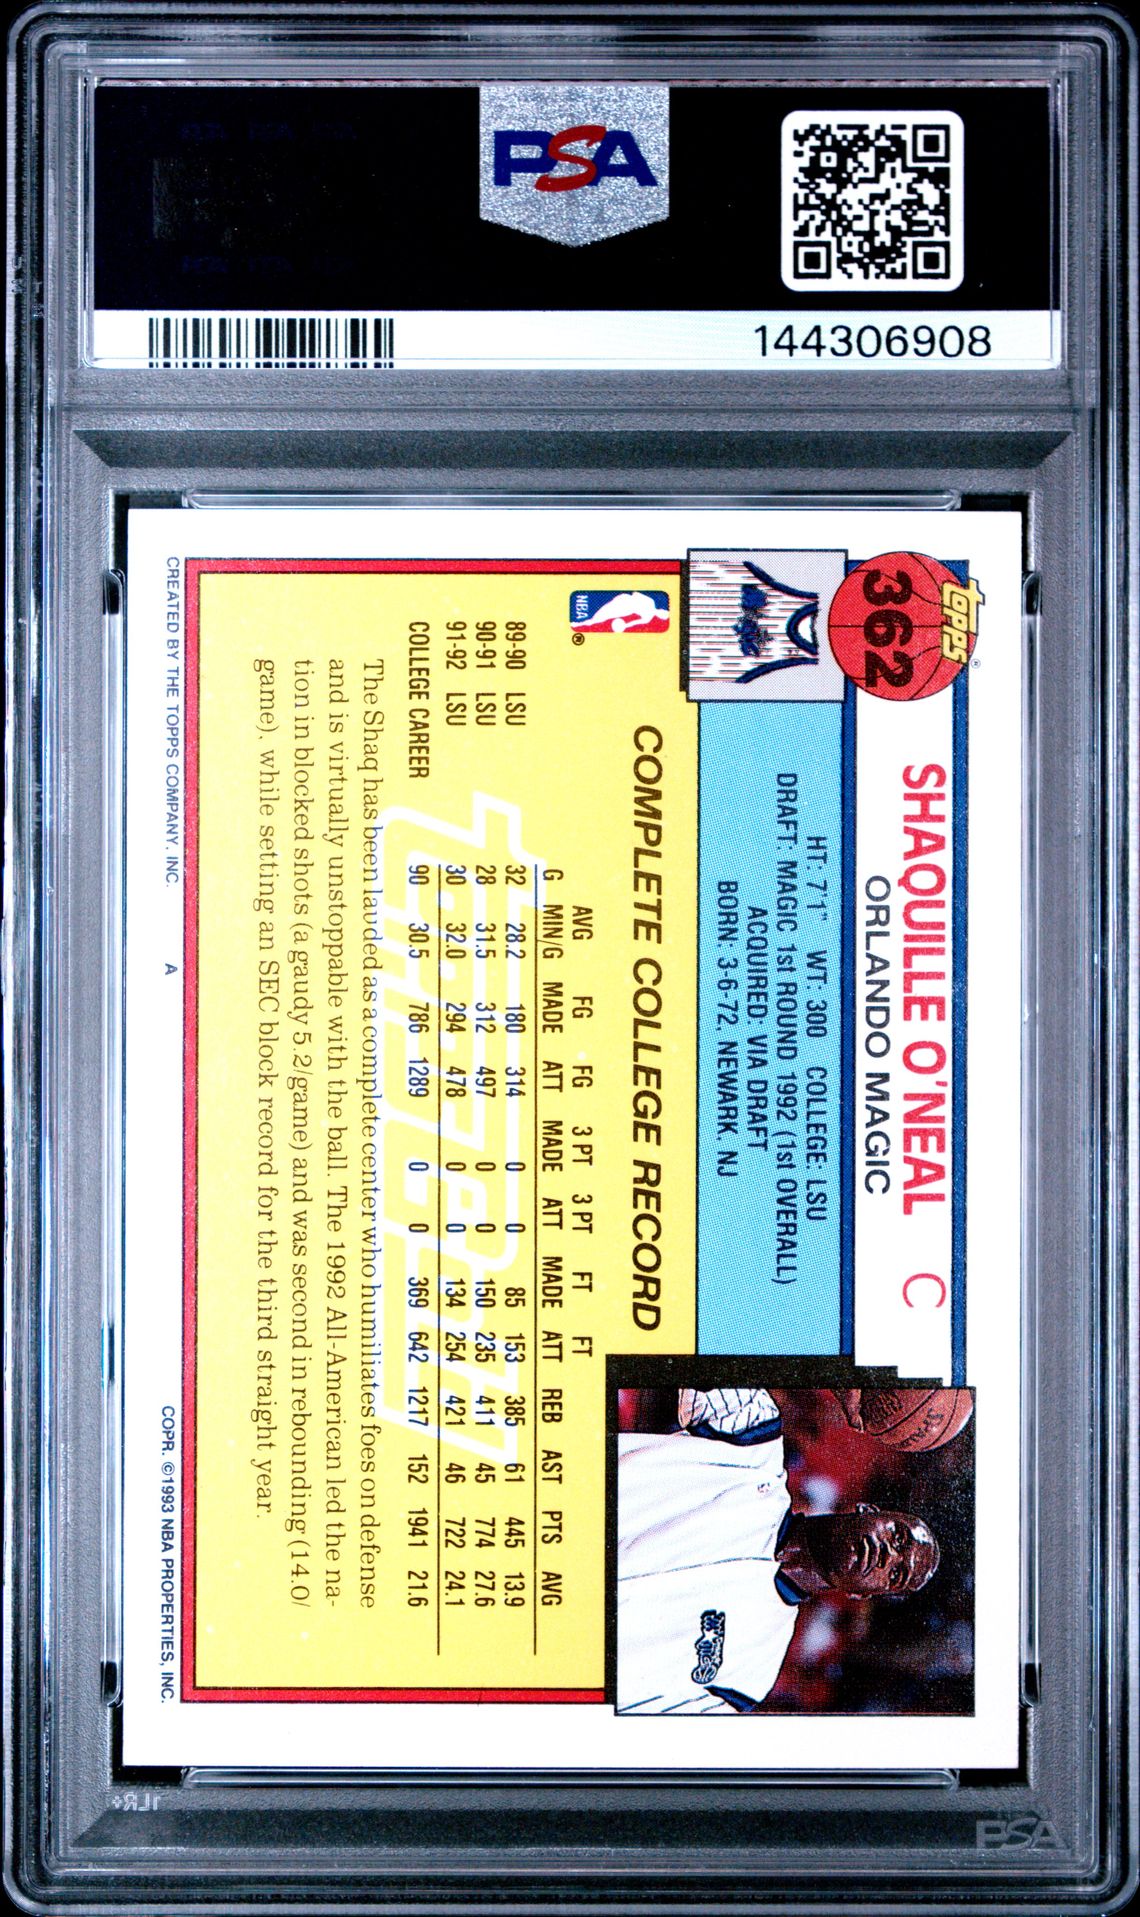 PSA
144306908
topps
362
SHAQUILLE O'NEAL C
ORLANDO MAGIC
HT: 7'1" WT: 300 COLLEGE: LSU
DRAFT: MAGIC 1st ROUND 1992 (1st OVERALL)
ACQUIRED: VIA DRAFT
BORN: 3-6-72, NEWARK, NJ
COMPLETE COLLEGE RECORD
NBA®
AVG FG FG 3 PT 3 PT FT FT
G MIN/G MADE ATT MADE ATT MADE ATT REB AST PTS AVG
89-90 LSU 32 28.2 180 314 0 0 85 153 385 61 445 13.9
90-91 LSU 28 31.5 312 497 0 0 150 235 411 45 774 27.6
91-92 LSU 30 32.0 294 478 0 0 134 254 421 46 722 24.1
COLLEGE CAREER 90 30.5 786 1289 0 0 369 642 1217 152 1941 21.6
The Shaq has been lauded as a complete center who humiliates foes on defense
and is virtually unstoppable with the ball. The 1992 All-American led the na-
tion in blocked shots (a gaudy 5.2/game) and was second in rebounding (14.0/
game), while setting an SEC block record for the third straight year.
CREATED BY THE TOPPS COMPANY, INC. A COPR. ©1993 NBA PROPERTIES, INC.
PSA